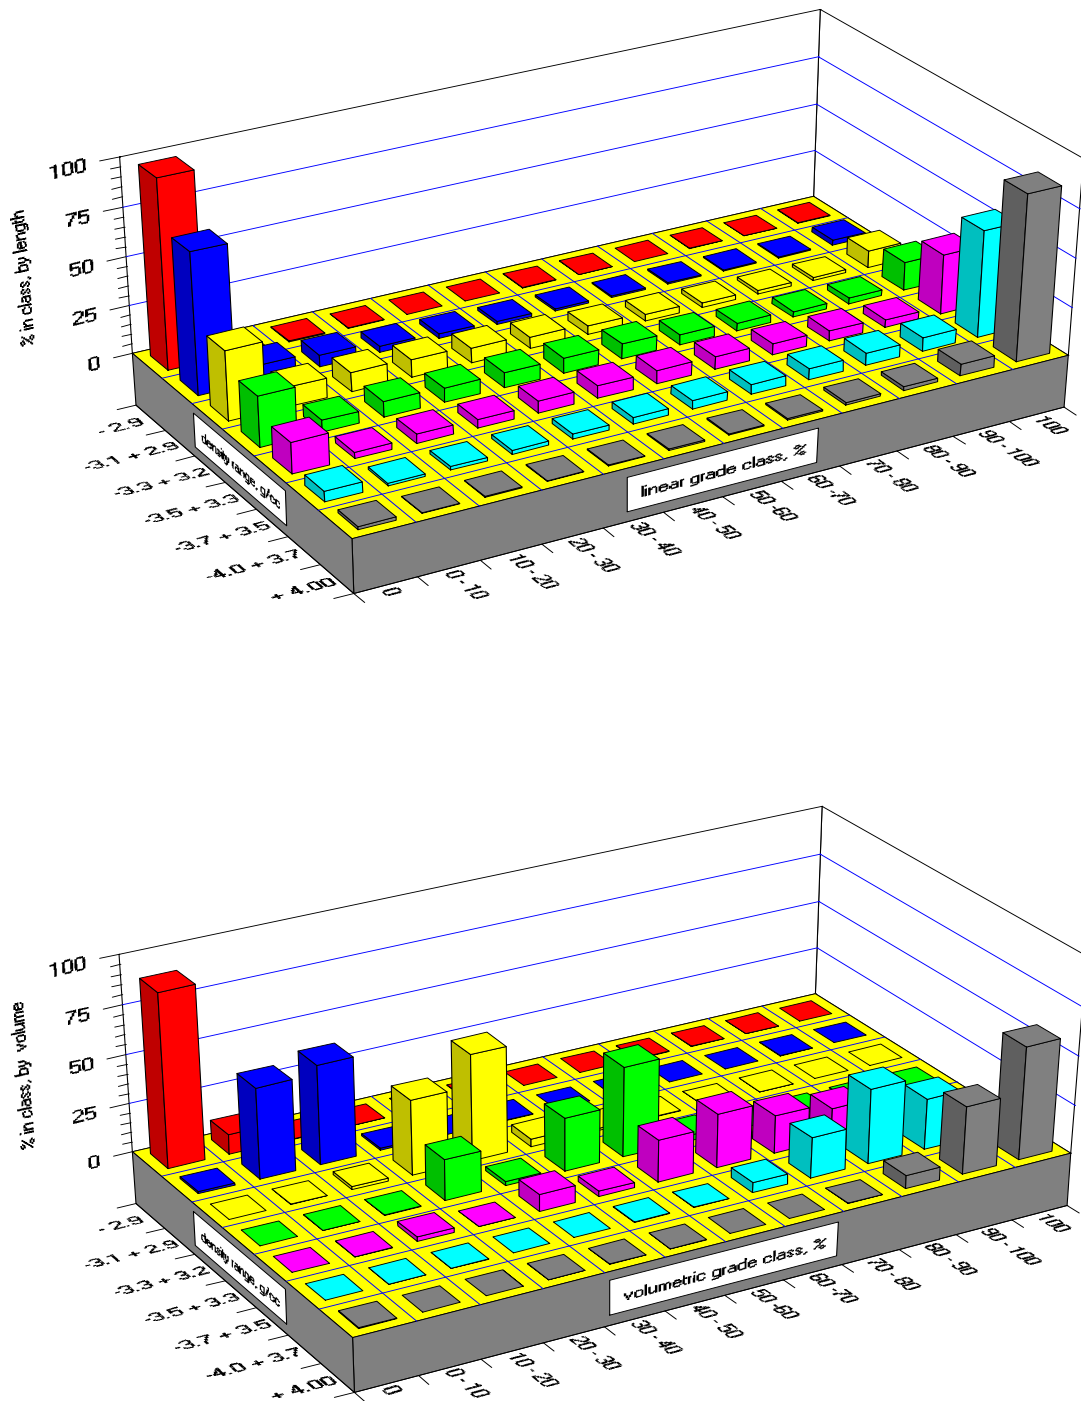 100
75
50
25
0
% in class, by length
- 2.9
-3.1 + 2.9
-3.3 + 3.2
-3.5 + 3.3
-3.7 + 3.5
-4.0 + 3.7
+ 4.00
density range, g/cc
linear grade class, %
0
0 - 10
10 - 20
20 - 30
30 - 40
40 - 50
50 -60
60 -70
70 - 80
80 - 90
90 - 100
100
100
75
50
25
0
% in class, by volume
- 2.9
-3.1 + 2.9
-3.3 + 3.2
-3.5 + 3.3
-3.7 + 3.5
-4.0 + 3.7
+ 4.00
density range, g/cc
volumetric grade class, %
0
0 - 10
10 - 20
20 - 30
30 - 40
40 - 50
50 -60
60 -70
70 - 80
80 - 90
90 - 100
100